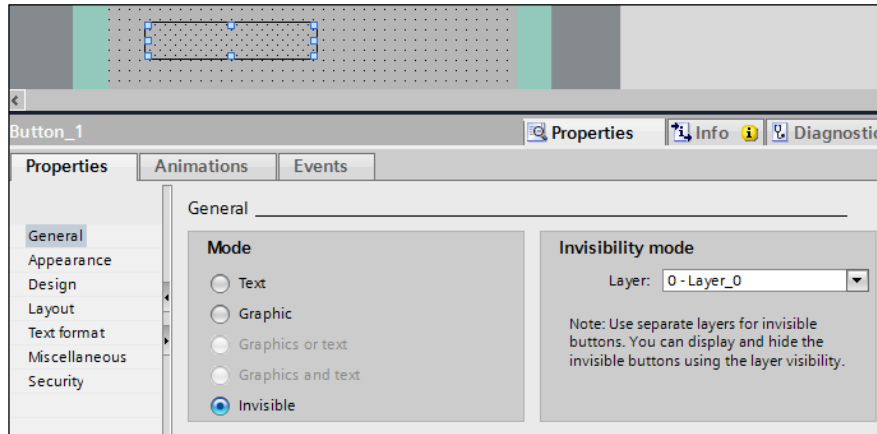 Button_1
Properties
Info
Diagnostic
Properties
Animations
Events
General
General
Appearance
Design
Layout
Text format
Miscellaneous
Security
Mode
Text
Graphic
Graphics or text
Graphics and text
Invisible
Invisibility mode
Layer: 0 - Layer_0
Note: Use separate layers for invisible
buttons. You can display and hide the
invisible buttons using the layer visibility.